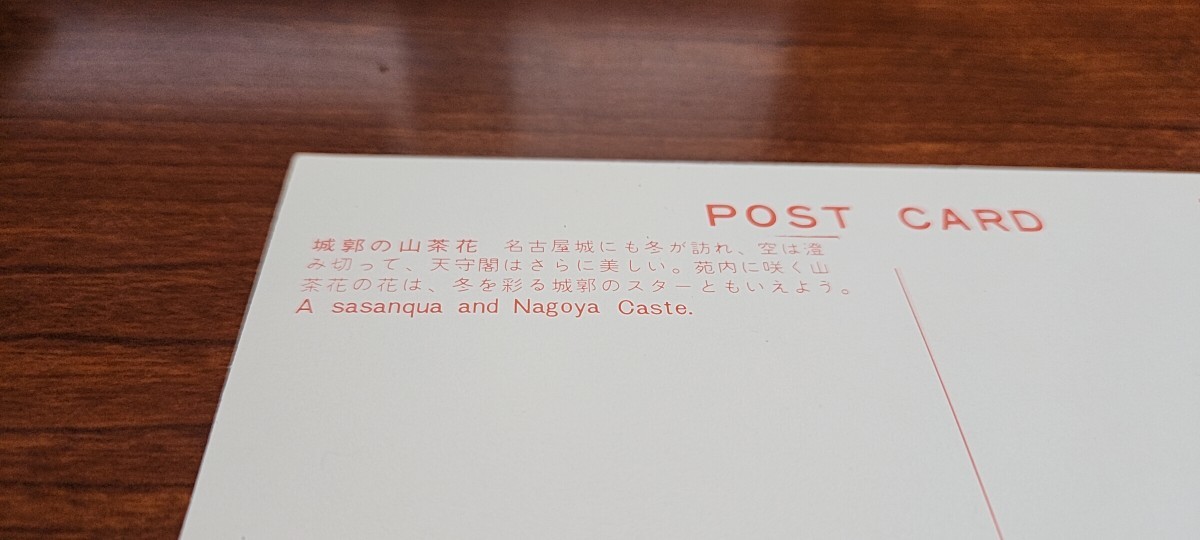 POST CARD
城郭の山茶花 名古屋城にも冬が訪れ、空は澄
み切って、天守閣はさらに美しい。苑内に咲く山
茶花の花は、冬を彩る城郭のスターともいえよう。
A sasanqua and Nagoya Caste.